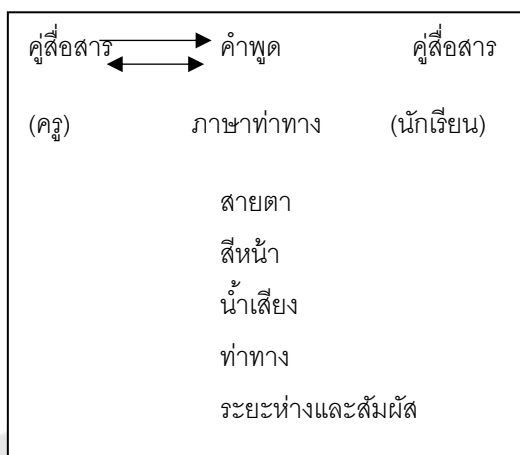 คู่สื่อสาร คำพูด คู่สื่อสาร
(ครู) ภาษาท่าทาง (นักเรียน)
สายตา
สีหน้า
น้ำเสียง
ท่าทาง
ระยะห่างและสัมผัส